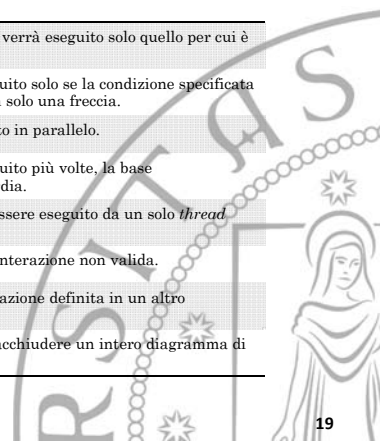 verrà eseguito solo quello per cui è
uito solo se la condizione specificata
solo una freccia.
to in parallelo.
uito più volte, la base
dia.
ssere eseguito da un solo thread
nterazione non valida.
azione definita in un altro
acchiudere un intero diagramma di
SITAS
19